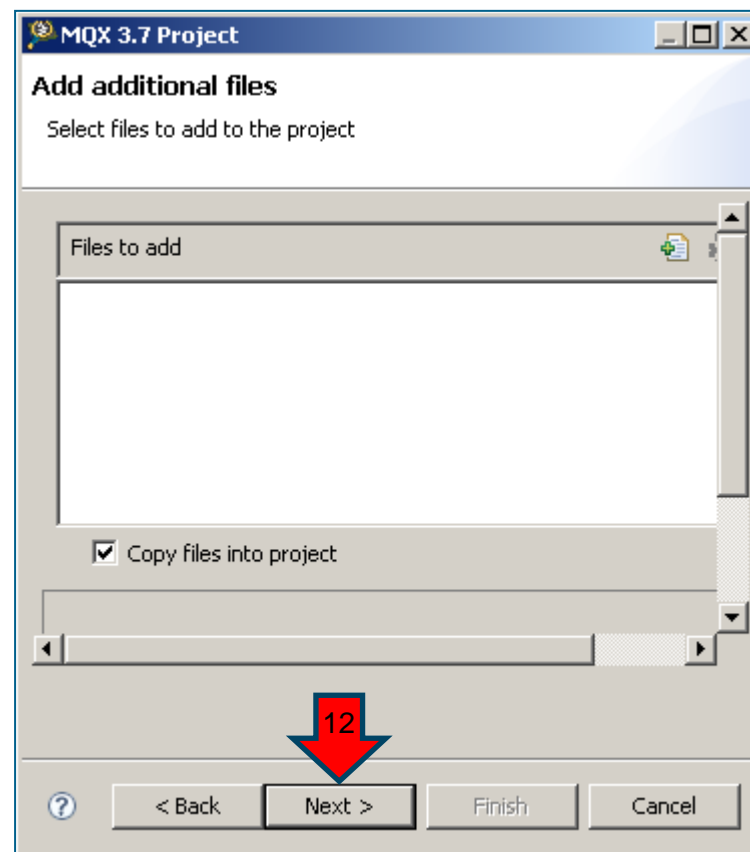 MQX 3.7 Project
Add additional files
Select files to add to the project
Files to add
Copy files into project
12
< Back Next > Finish Cancel